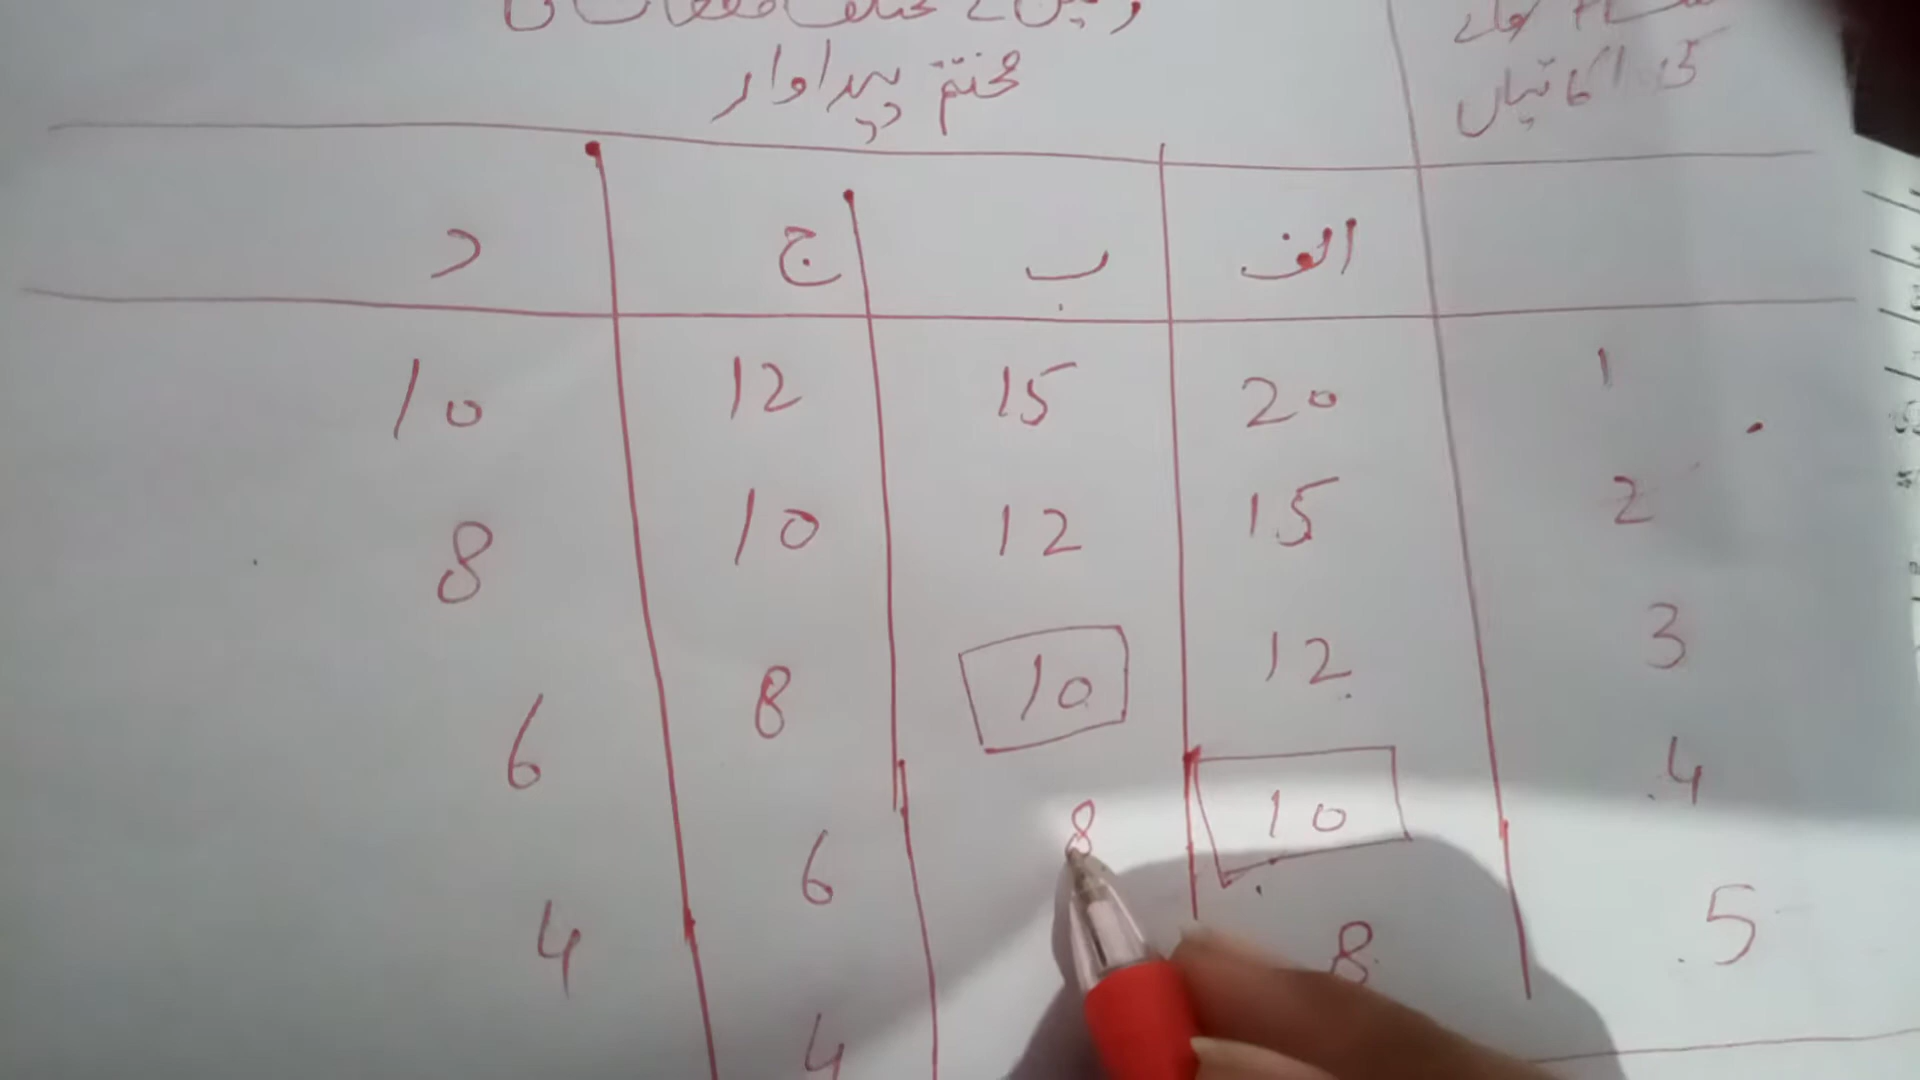 کی اکائیاں
مختتم پیداوار
الف ب ج د
1 20 15 12 10
2 15 12 10 8
3 12 10 8 6
4 10 8 6 4
5 8 4